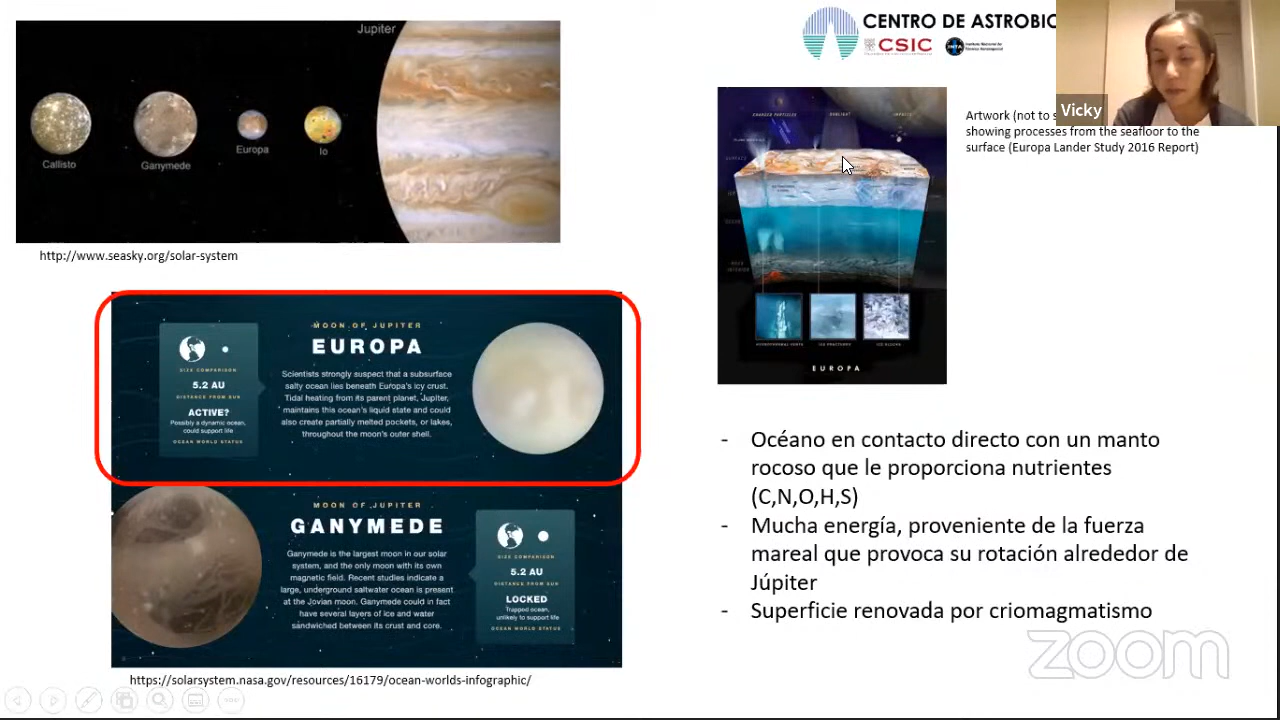 Jupiter
Callisto
Ganymede
Europa
Io
http://www.seasky.org/solar-system
CENTRO DE ASTROBIO
CSIC
INTA
Vicky
Artwork (not to s
showing processes from the seafloor to the
surface (Europa Lander Study 2016 Report)
CHARGED PARTICLES
SUNLIGHT
IMPACTS
HYDROTHERMAL VENTS
EUROPA
MOON OF JUPITER
EUROPA
Scientists strongly suspect that a subsurface
salty ocean lies beneath Europa's icy crust.
Tidal heating from its parent planet, Jupiter,
maintains this ocean's liquid state and could
also create partially melted pockets, or lakes,
throughout the moon's outer shell.
SIZE COMPARISON
5.2 AU
DISTANCE FROM SUN
ACTIVE?
Possibly a dynamic ocean,
could support life
OCEAN WORLD STATUS
MOON OF JUPITER
GANYMEDE
Ganymede is the largest moon in our solar
system, and the only moon with its own
magnetic field. Recent studies indicate a
large, underground saltwater ocean is present
at the Jovian moon. Ganymede could in fact
have several layers of ice and water
sandwiched between its crust and core.
SIZE COMPARISON
5.2 AU
DISTANCE FROM SUN
LOCKED
Trapped ocean,
unlikely to support life
OCEAN WORLD STATUS
https://solarsystem.nasa.gov/resources/16179/ocean-worlds-infographic/
- Océano en contacto directo con un manto
rocoso que le proporciona nutrientes
(C,N,O,H,S)
- Mucha energía, proveniente de la fuerza
mareal que provoca su rotación alrededor de
Júpiter
- Superficie renovada por criomagmatismo
zoom